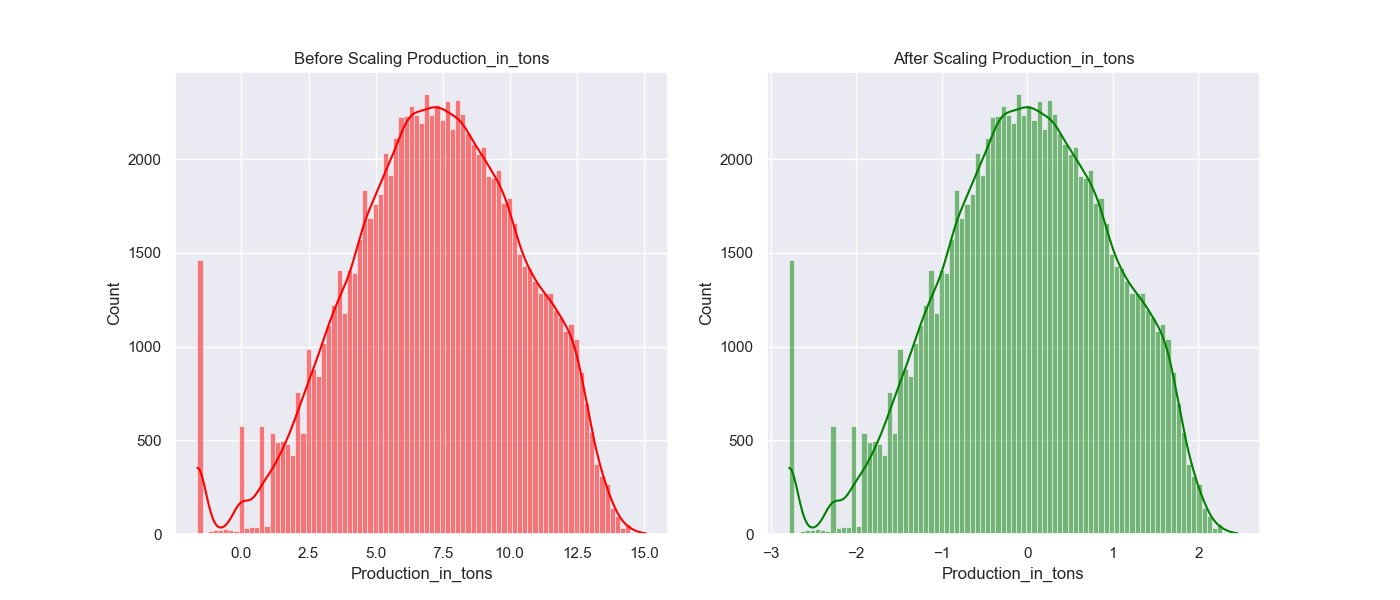 Before Scaling Production_in_tons
After Scaling Production_in_tons
2000
1500
1000
500
0
Count
0.0 2.5 5.0 7.5 10.0 12.5 15.0
Production_in_tons
2000
1500
1000
500
0
Count
−3 −2 −1 0 1 2
Production_in_tons